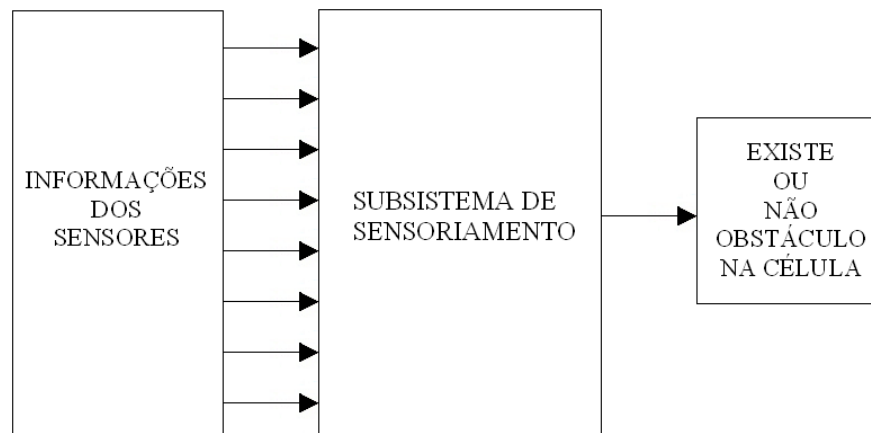 INFORMAÇÕES
DOS
SENSORES
SUBSISTEMA DE
SENSORIAMENTO
EXISTE
OU
NÃO
OBSTÁCULO
NA CÉLULA